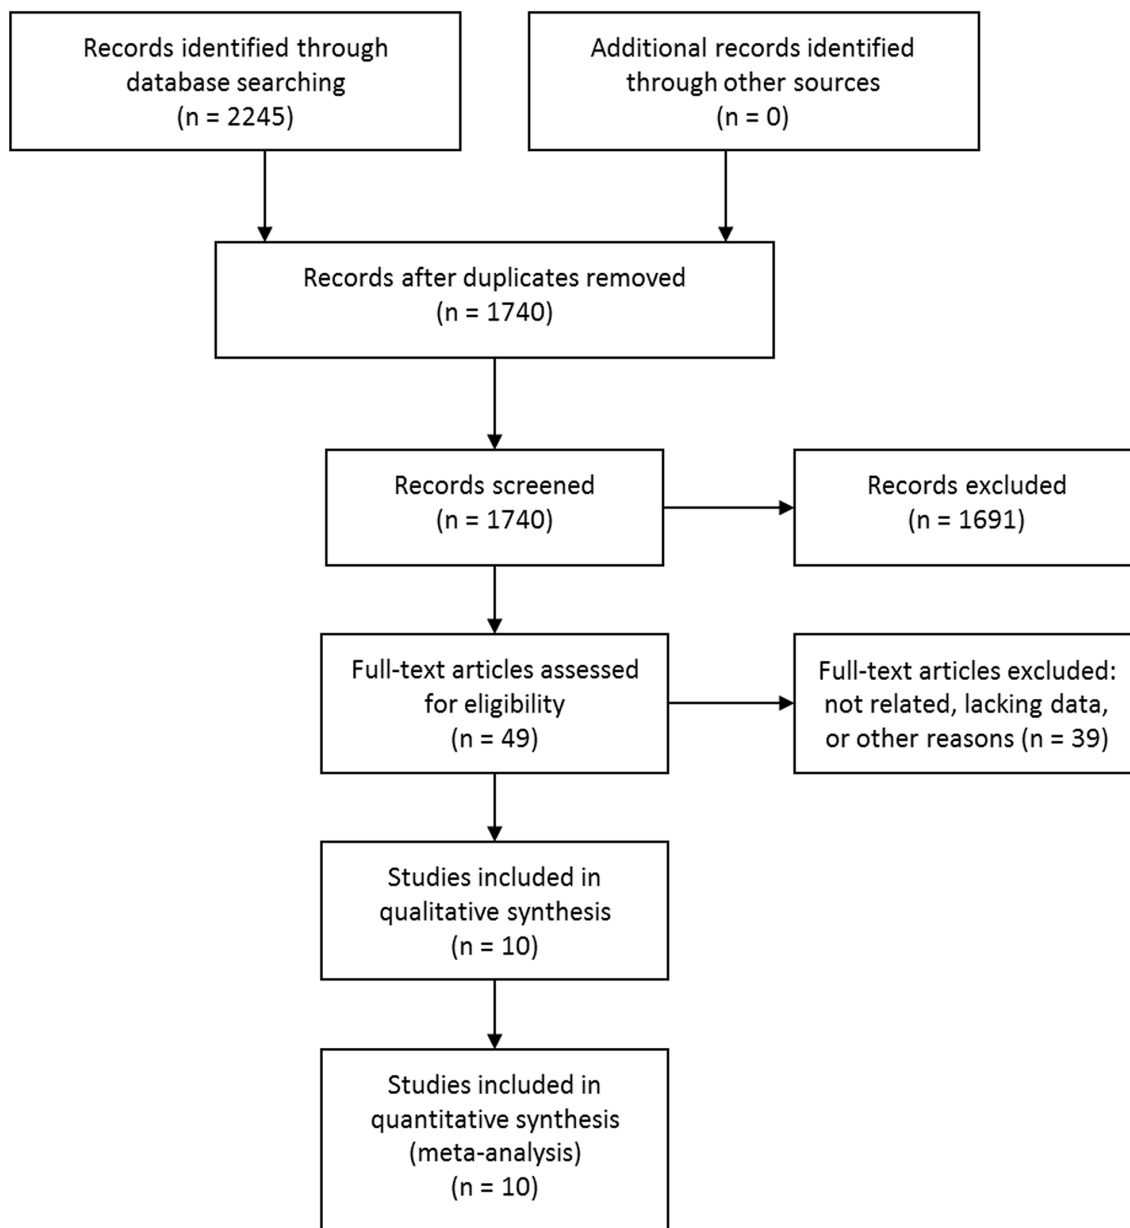 Records identified through
database searching
(n = 2245)
Additional records identified
through other sources
(n = 0)
Records after duplicates removed
(n = 1740)
Records screened
(n = 1740)
Records excluded
(n = 1691)
Full-text articles assessed
for eligibility
(n = 49)
Full-text articles excluded:
not related, lacking data,
or other reasons (n = 39)
Studies included in
qualitative synthesis
(n = 10)
Studies included in
quantitative synthesis
(meta-analysis)
(n = 10)